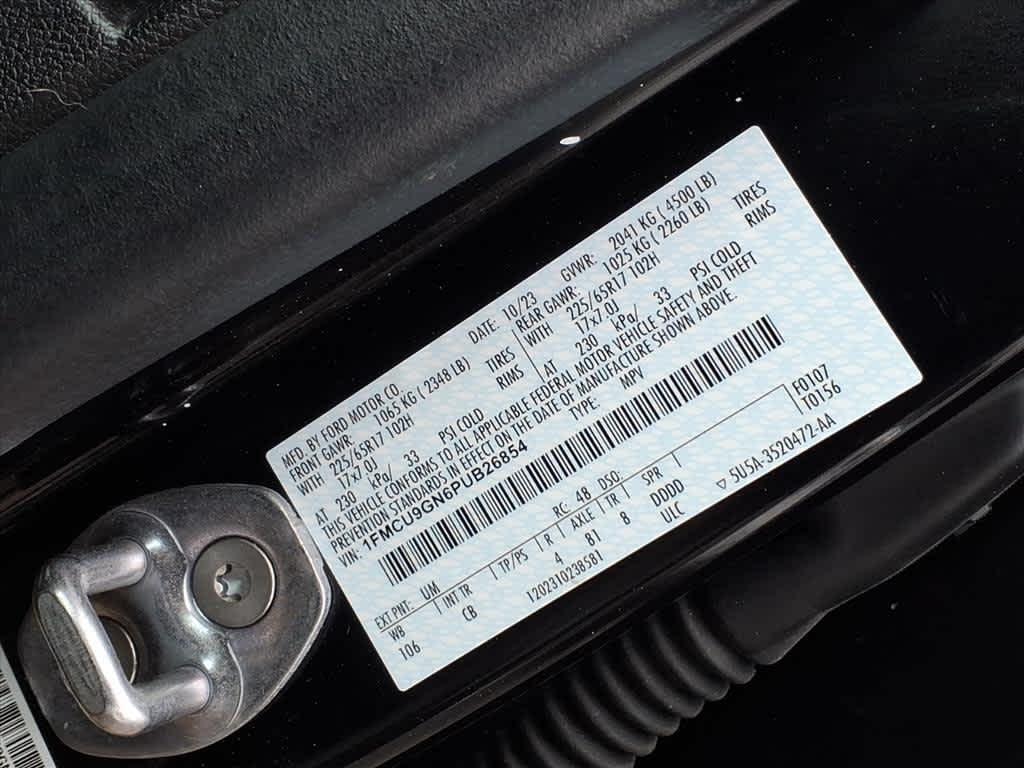 MFD. BY FORD MOTOR CO. DATE: 10/23 GVWR: 2041 KG ( 4500 LB)
FRONT GAWR: 1065 KG ( 2348 LB) REAR GAWR: 1025 KG ( 2260 LB)
WITH 225/65R17 102H TIRES WITH 225/65R17 102H TIRES
17x7.0J RIMS 17x7.0J RIMS
AT 230 kPa/ 33 PSI COLD AT 230 kPa/ 33 PSI COLD
THIS VEHICLE CONFORMS TO ALL APPLICABLE FEDERAL MOTOR VEHICLE SAFETY AND THEFT
PREVENTION STANDARDS IN EFFECT ON THE DATE OF MANUFACTURE SHOWN ABOVE.
VIN: 1FMCU9GN6PUB26854 TYPE: MPV
EXT PNT: UM RC: 48 DSO: F0107
WB INT TR TP/PS R AXLE TR SPR T0156
106 CB 4 B1 8 DDDD
1202310238581 ULC ▽ 5U5A-3520472-AA